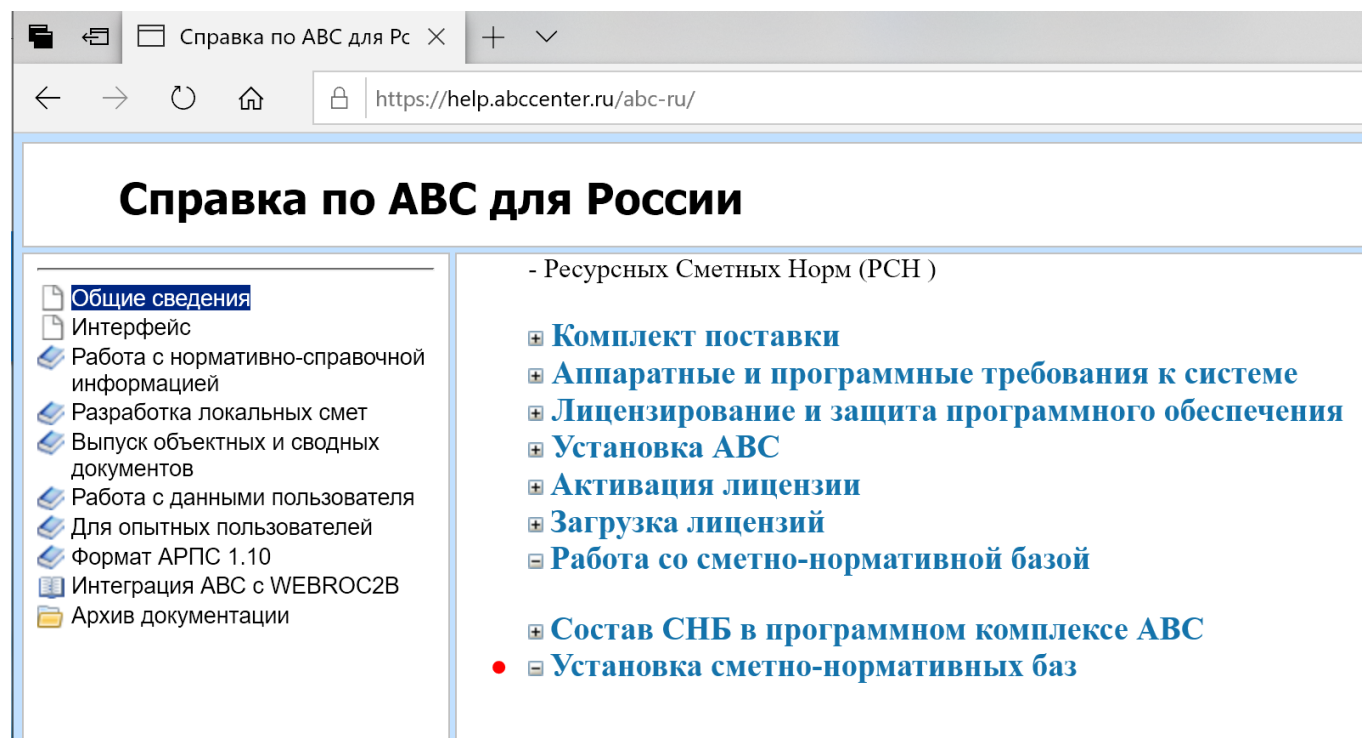 Справка по АВС для Рс
https://help.abccenter.ru/abc-ru/
Справка по АВС для России
Общие сведения
Интерфейс
Работа с нормативно-справочной
информацией
Разработка локальных смет
Выпуск объектных и сводных
документов
Работа с данными пользователя
Для опытных пользователей
Формат АРПС 1.10
Интеграция АВС с WEBROC2B
Архив документации
- Ресурсных Сметных Норм (РСН )
Комплект поставки
Аппаратные и программные требования к системе
Лицензирование и защита программного обеспечения
Установка АВС
Активация лицензии
Загрузка лицензий
Работа со сметно-нормативной базой
Состав СНБ в программном комплексе АВС
Установка сметно-нормативных баз